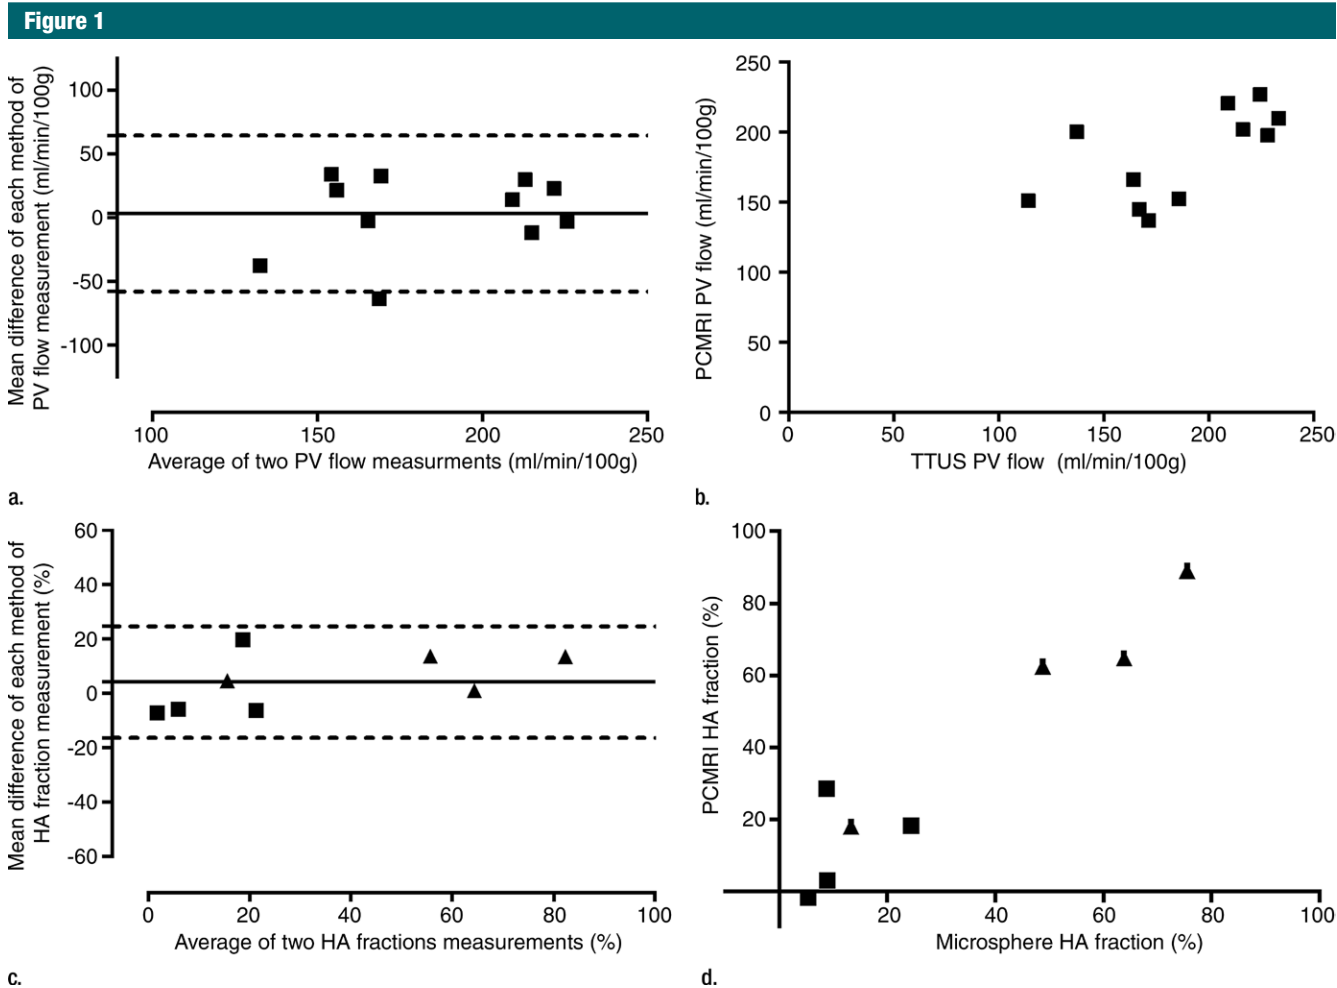 Figure 1
Mean difference of each method of
PV flow measurement (ml/min/100g)
100
50
0
-50
-100
100 150 200 250
Average of two PV flow measurments (ml/min/100g)
a.
PCMRI PV flow (ml/min/100g)
250
200
150
100
50
0
0 50 100 150 200 250
TTUS PV flow (ml/min/100g)
b.
Mean diference of each method of
HA fraction measurement (%)
60
40
20
0
-20
-40
-60
0 20 40 60 80 100
Average of two HA fractions measurements (%)
c.
PCMRI HA fraction (%)
100
80
60
40
20
20 40 60 80 100
Microsphere HA fraction (%)
d.